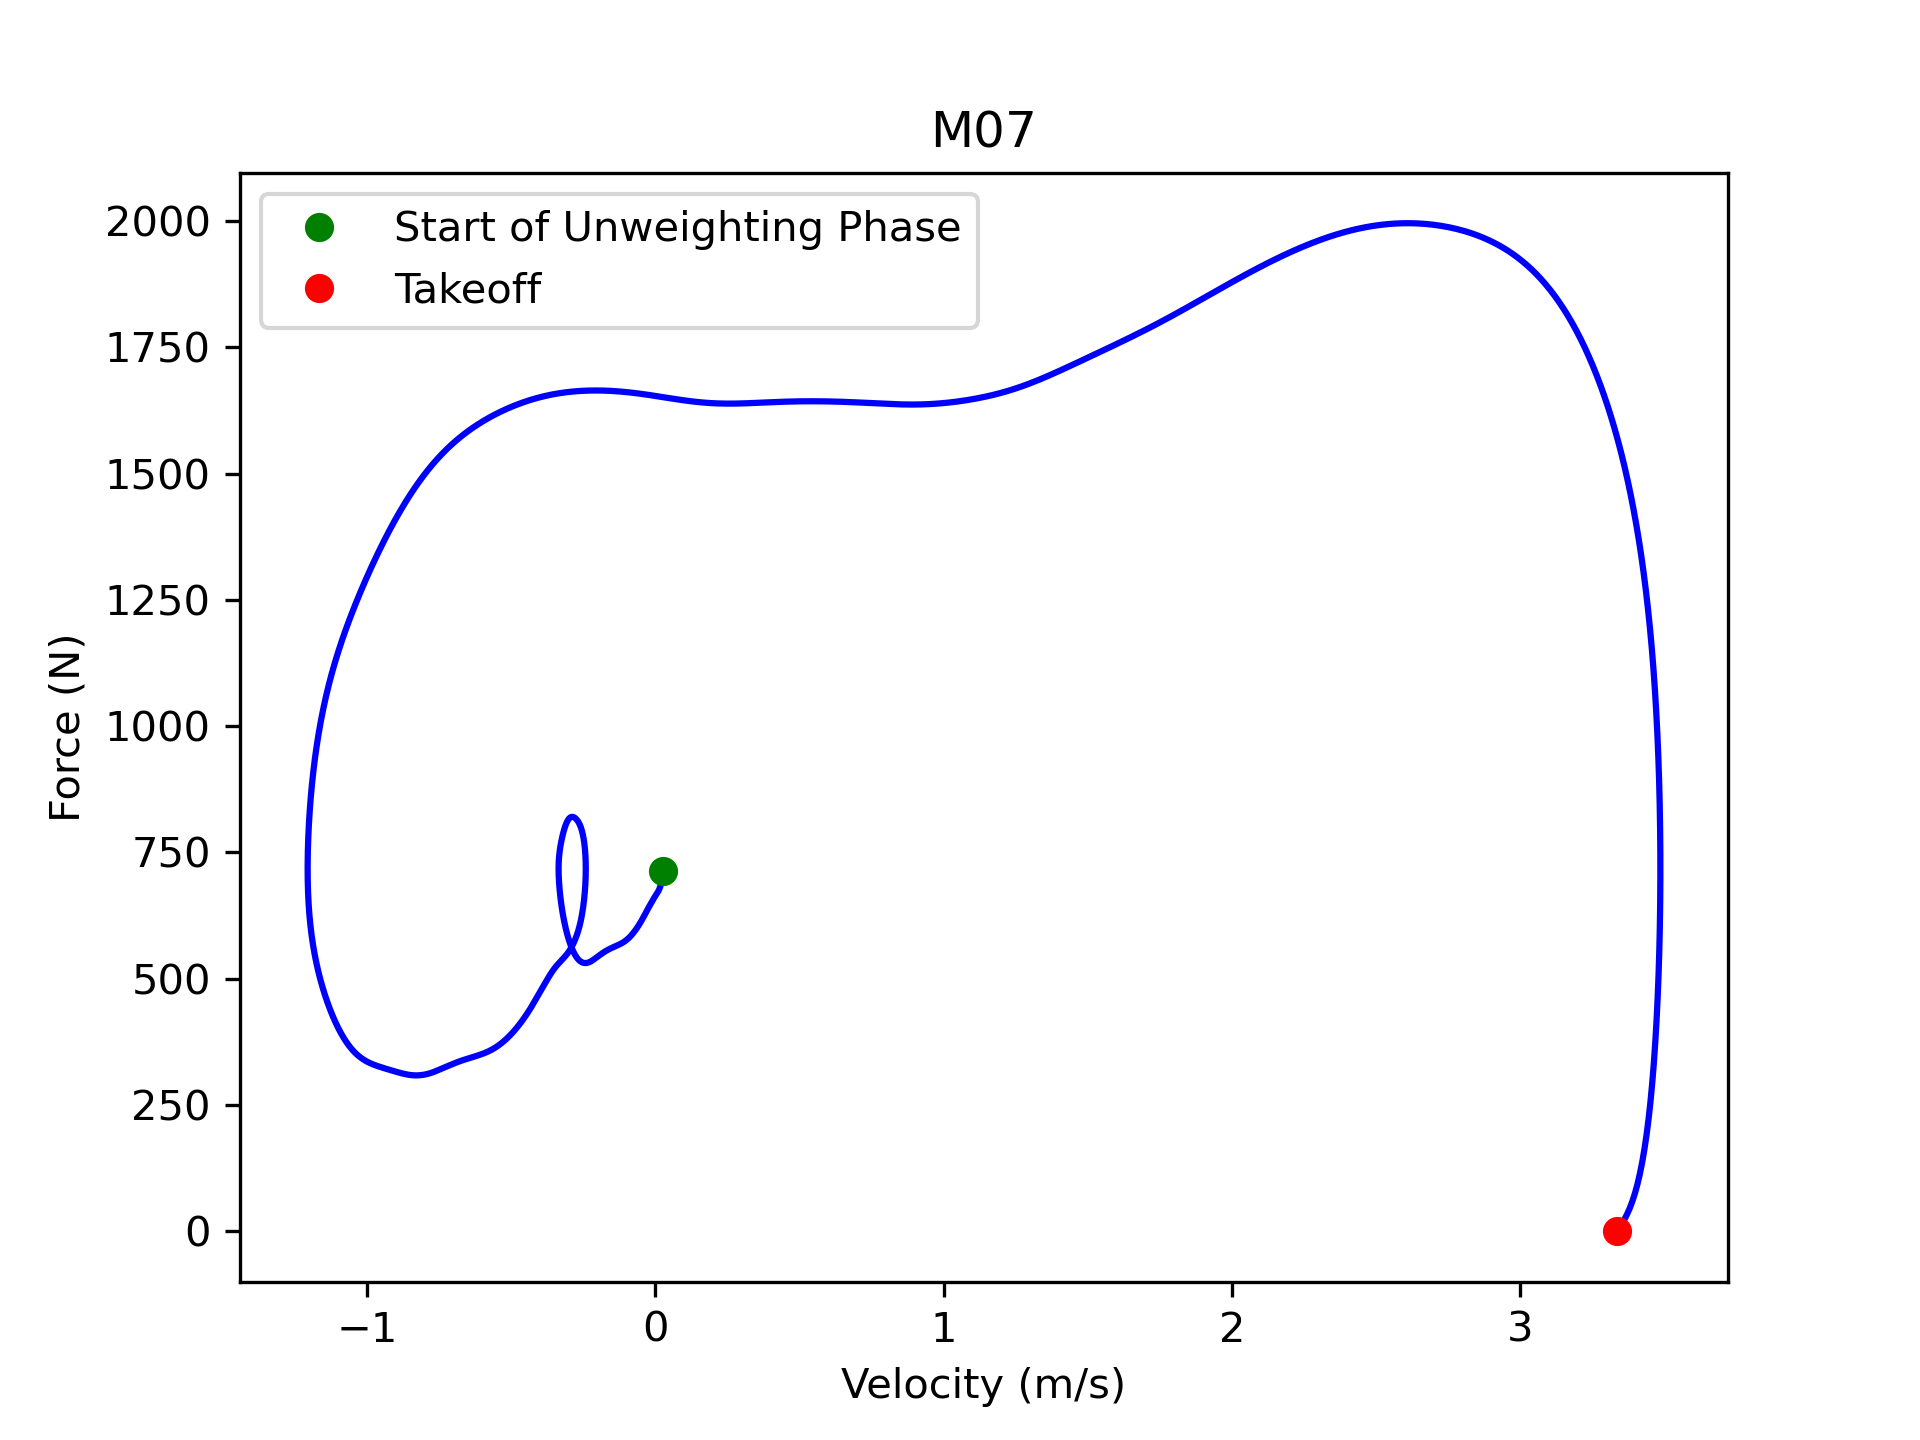 M07
Start of Unweighting Phase
Takeoff
2000
1750
1500
1250
1000
750
500
250
0
Force (N)
−1 0 1 2 3
Velocity (m/s)